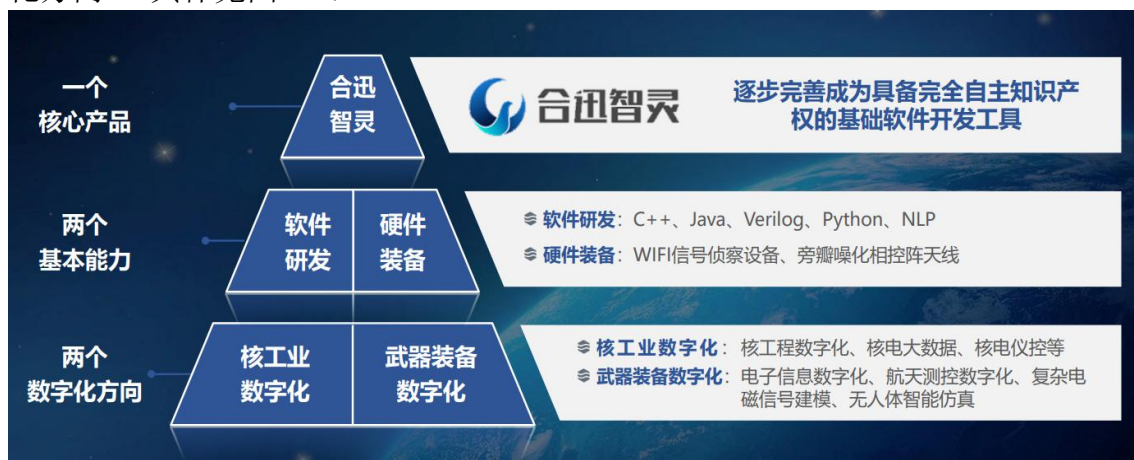 一个
核心产品
合迅
智灵
合迅智灵
逐步完善成为具备完全自主知识产
权的基础软件开发工具
两个
基本能力
软件
研发
硬件
装备
软件研发：C++、Java、Verilog、Python、NLP
硬件装备：WIFI信号侦察设备、旁瓣噪化相控阵天线
两个
数字化方向
核工业
数字化
武器装备
数字化
核工业数字化：核工程数字化、核电大数据、核电仪控等
武器装备数字化：电子信息数字化、航天测控数字化、复杂电
磁信号建模、无人体智能仿真